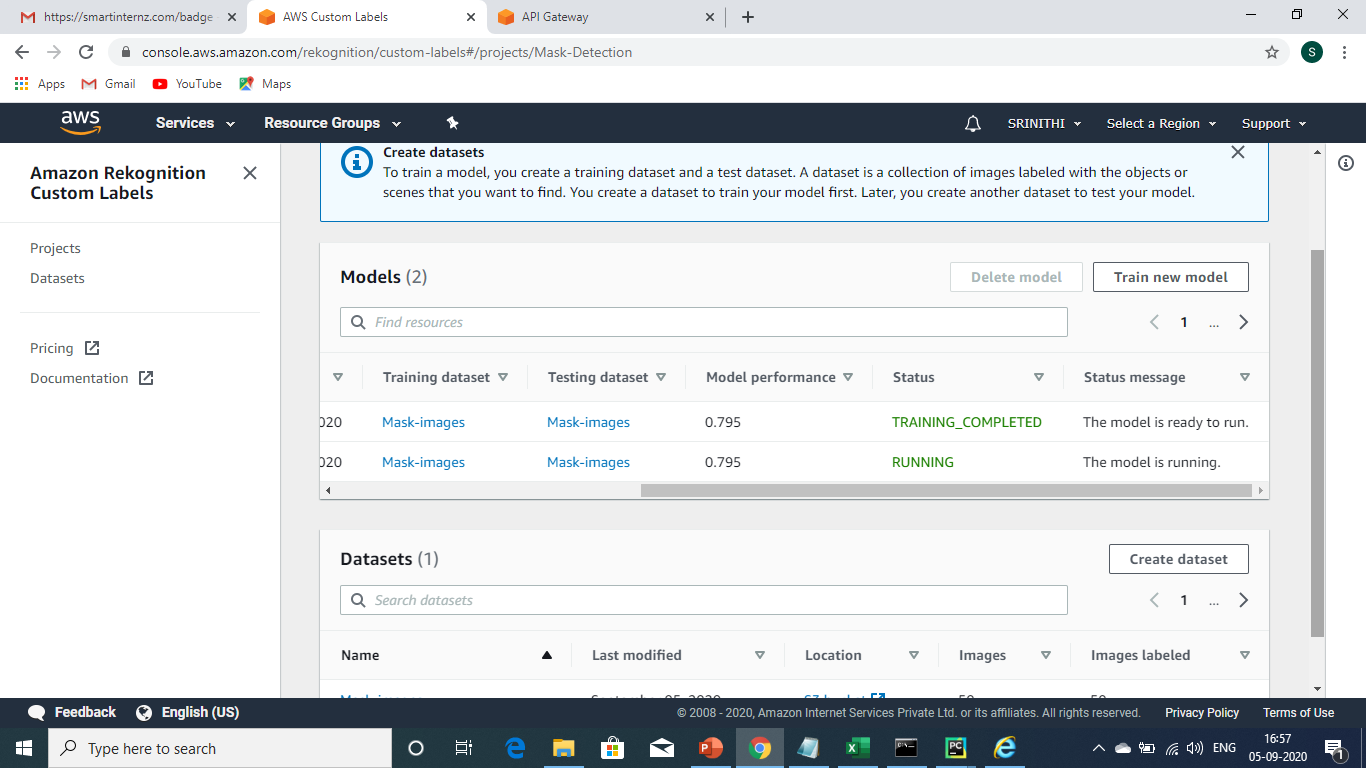 https://smartinternz.com/badge
AWS Custom Labels
API Gateway
console.aws.amazon.com/rekognition/custom-labels#/projects/Mask-Detection
S
Apps
Gmail
YouTube
Maps
aws
Services
Resource Groups
SRINITHI
Select a Region
Support
Amazon Rekognition
Custom Labels
Projects
Datasets
Pricing
Documentation
Create datasets
To train a model, you create a training dataset and a test dataset. A dataset is a collection of images labeled with the objects or
scenes that you want to find. You create a dataset to train your model first. Later, you create another dataset to test your model.
Models (2)
Delete model
Train new model
Find resources
1
...
Training dataset
Testing dataset
Model performance
Status
Status message
020 Mask-images Mask-images 0.795 TRAINING_COMPLETED The model is ready to run.
020 Mask-images Mask-images 0.795 RUNNING The model is running.
Datasets (1)
Create dataset
Search datasets
1
...
Name
Last modified
Location
Images
Images labeled
Feedback
English (US)
© 2008 - 2020, Amazon Internet Services Private Ltd. or its affiliates. All rights reserved.
Privacy Policy
Terms of Use
Type here to search
ENG
16:57
05-09-2020
1